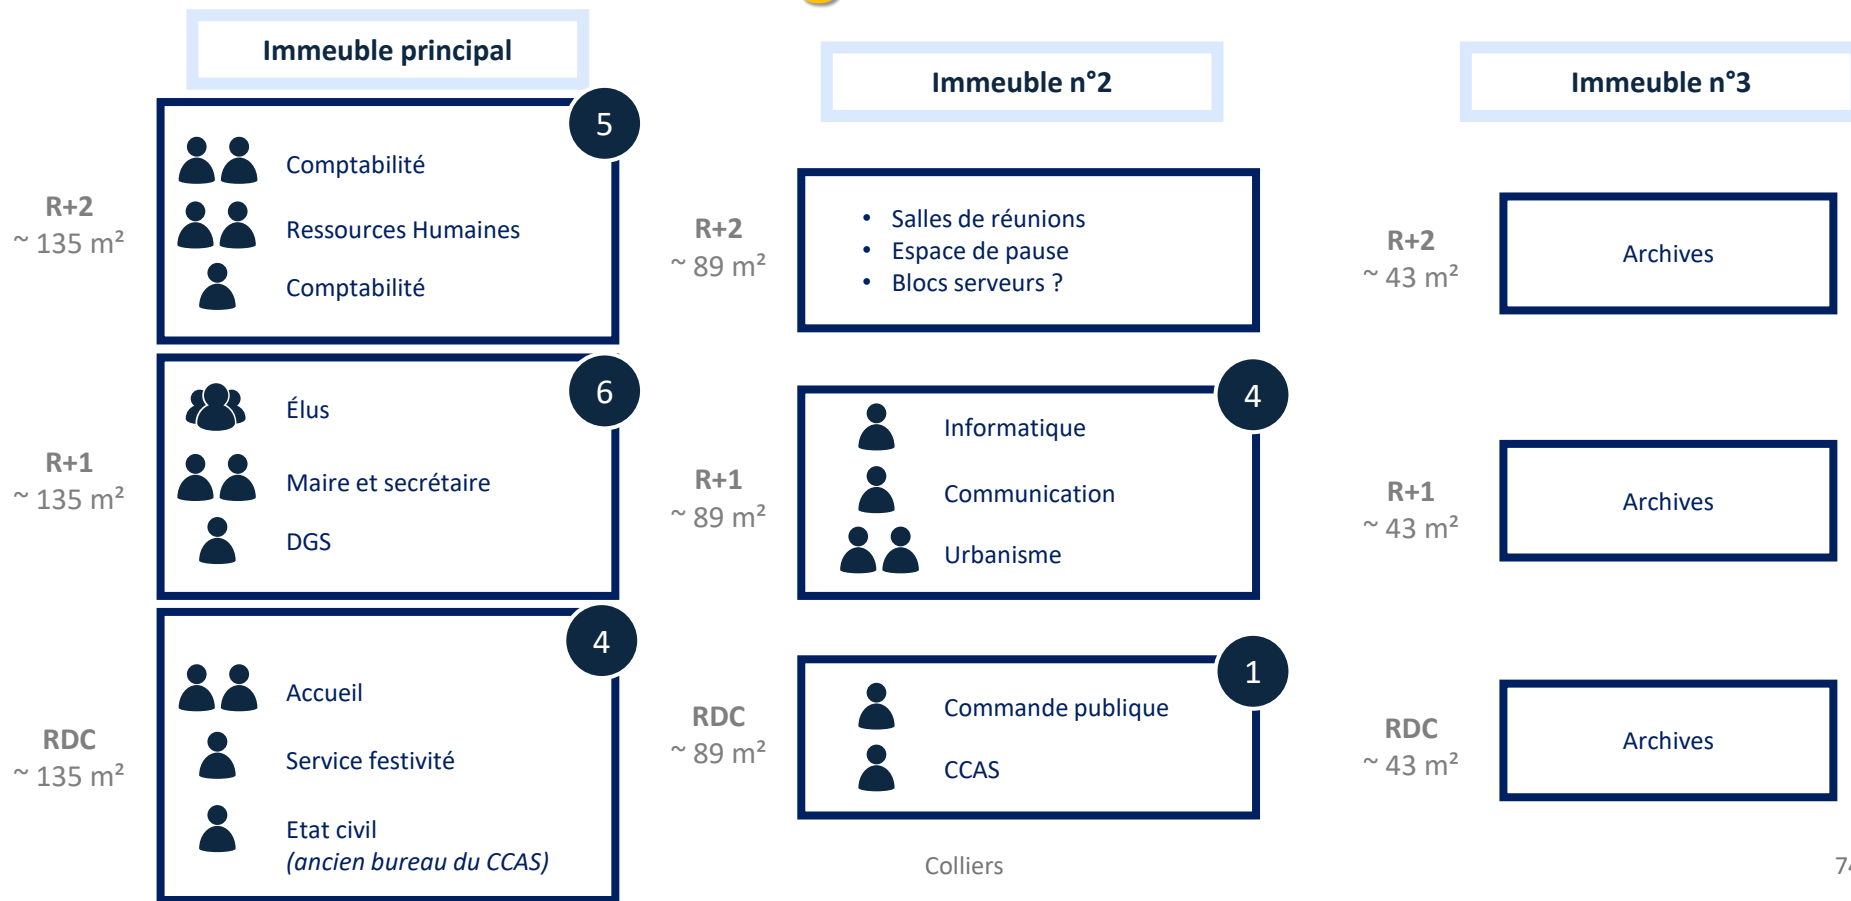 Immeuble principal
R+2
~ 135 m²
5
Comptabilité
Ressources Humaines
Comptabilité
R+1
~ 135 m²
6
Élus
Maire et secrétaire
DGS
RDC
~ 135 m²
4
Accueil
Service festivité
Etat civil
(ancien bureau du CCAS)
Immeuble n°2
R+2
~ 89 m²
• Salles de réunions
• Espace de pause
• Blocs serveurs ?
R+1
~ 89 m²
4
Informatique
Communication
Urbanisme
RDC
~ 89 m²
1
Commande publique
CCAS
Immeuble n°3
R+2
~ 43 m²
Archives
R+1
~ 43 m²
Archives
RDC
~ 43 m²
Archives
Colliers
74